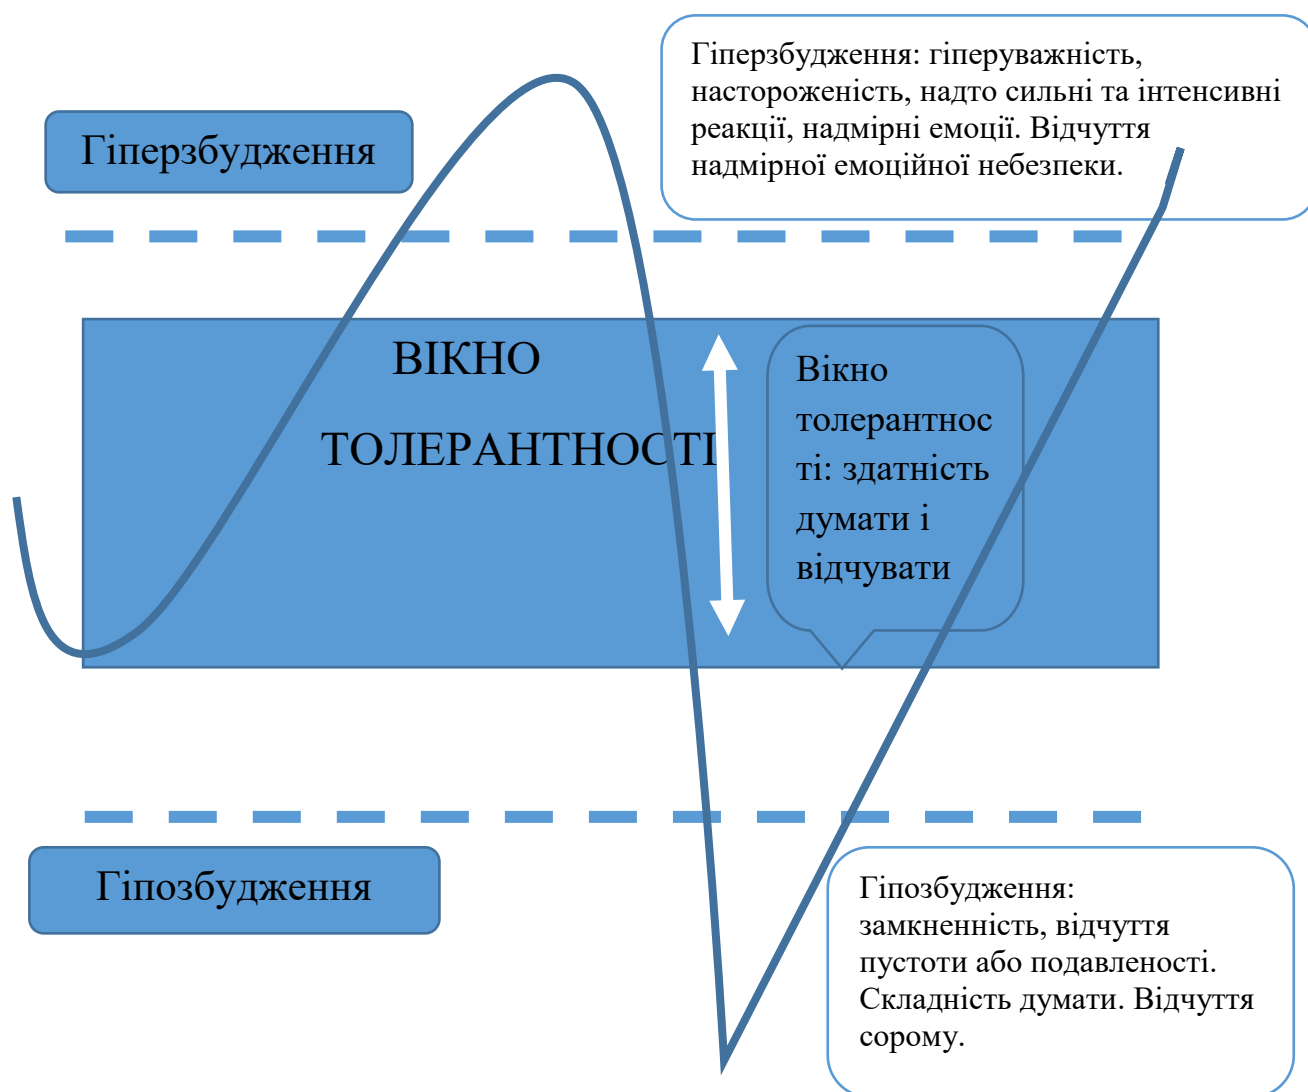 Гіперзбудження: гіперуважність,
настороженість, надто сильні та інтенсивні
реакції, надмірні емоції. Відчуття
надмірної емоційної небезпеки.
Гіперзбудження
ВІКНО
ТОЛЕРАНТНОСТІ
Вікно
толерантнос
ті: здатність
думати і
відчувати
Гіпозбудження
Гіпозбудження:
замкненність, відчуття
пустоти або подавленості.
Складність думати. Відчуття
сорому.